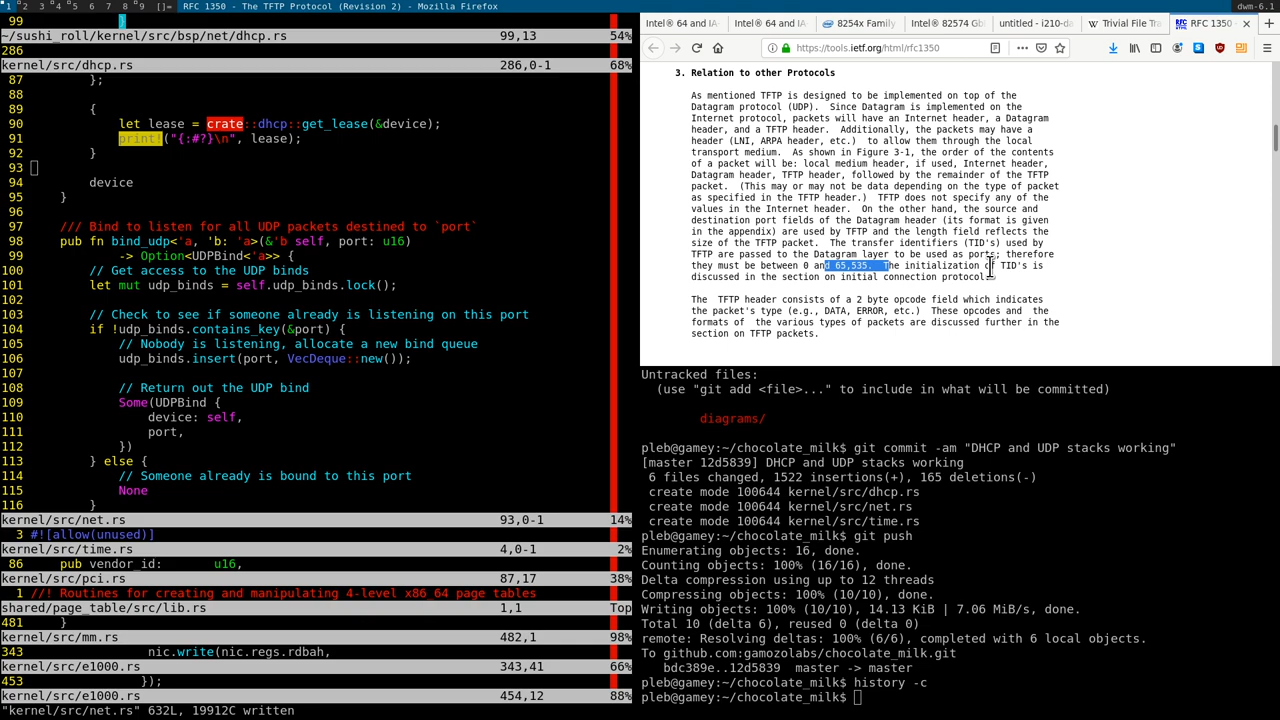 1 2 3 4 5 6 7 8 9 []= RFC 1350 - The TFTP Protocol (Revision 2) - Mozilla Firefox dwm-6.1
99 }
~/sushi_roll/kernel/src/bsp/net/dhcp.rs 99,13 54%
286
kernel/src/dhcp.rs 286,0-1 68%
87 };
88
89 {
90 let lease = crate::dhcp::get_lease(&device);
91 print!("{:#?}\n", lease);
92 }
93
94 device
95 }
96
97 /// Bind to listen for all UDP packets destined to `port`
98 pub fn bind_udp<'a, 'b: 'a>(&'b self, port: u16)
99 -> Option<UDPBind<'a>> {
100 // Get access to the UDP binds
101 let mut udp_binds = self.udp_binds.lock();
102
103 // Check to see if someone already is listening on this port
104 if !udp_binds.contains_key(&port) {
105 // Nobody is listening, allocate a new bind queue
106 udp_binds.insert(port, VecDeque::new());
107
108 // Return out the UDP bind
109 Some(UDPBind {
110 device: self,
111 port,
112 })
113 } else {
114 // Someone already is bound to this port
115 None
116 }
kernel/src/net.rs 93,0-1 14%
3 #![allow(unused)]
kernel/src/time.rs 4,0-1 2%
86 pub vendor_id: u16,
kernel/src/pci.rs 87,17 38%
1 //! Routines for creating and manipulating 4-level x86_64 page tables
shared/page_table/src/lib.rs 1,1 Top
481 }
kernel/src/mm.rs 482,1 98%
343 nic.write(nic.regs.rdbah,
kernel/src/e1000.rs 343,41 66%
453 });
kernel/src/e1000.rs 454,12 88%
"kernel/src/net.rs" 632L, 19912C written
Intel® 64 and IA- Intel® 64 and IA- 8254x Family Intel® 82574 Gb untitled - i210-da Trivial File Tra RFC 1350 -
https://tools.ietf.org/html/rfc1350
3. Relation to other Protocols
As mentioned TFTP is designed to be implemented on top of the
Datagram protocol (UDP). Since Datagram is implemented on the
Internet protocol, packets will have an Internet header, a Datagram
header, and a TFTP header. Additionally, the packets may have a
header (LNI, ARPA header, etc.) to allow them through the local
transport medium. As shown in Figure 3-1, the order of the contents
of a packet will be: local medium header, if used, Internet header,
Datagram header, TFTP header, followed by the remainder of the TFTP
packet. (This may or may not be data depending on the type of packet
as specified in the TFTP header.) TFTP does not specify any of the
values in the Internet header. On the other hand, the source and
destination port fields of the Datagram header (its format is given
in the appendix) are used by TFTP and the length field reflects the
size of the TFTP packet. The transfer identifiers (TID's) used by
TFTP are passed to the Datagram layer to be used as ports; therefore
they must be between 0 and 65,535. The initialization of TID's is
discussed in the section on initial connection protocol.
The TFTP header consists of a 2 byte opcode field which indicates
the packet's type (e.g., DATA, ERROR, etc.) These opcodes and the
formats of the various types of packets are discussed further in the
section on TFTP packets.
Untracked files:
(use "git add <file>..." to include in what will be committed)
diagrams/
pleb@gamey:~/chocolate_milk$ git commit -am "DHCP and UDP stacks working"
[master 12d5839] DHCP and UDP stacks working
6 files changed, 1522 insertions(+), 165 deletions(-)
create mode 100644 kernel/src/dhcp.rs
create mode 100644 kernel/src/net.rs
create mode 100644 kernel/src/time.rs
pleb@gamey:~/chocolate_milk$ git push
Enumerating objects: 16, done.
Counting objects: 100% (16/16), done.
Delta compression using up to 12 threads
Compressing objects: 100% (10/10), done.
Writing objects: 100% (10/10), 14.13 KiB | 7.06 MiB/s, done.
Total 10 (delta 6), reused 0 (delta 0)
remote: Resolving deltas: 100% (6/6), completed with 6 local objects.
To github.com:gamozolabs/chocolate_milk.git
bdc389e..12d5839 master -> master
pleb@gamey:~/chocolate_milk$ history -c
pleb@gamey:~/chocolate_milk$